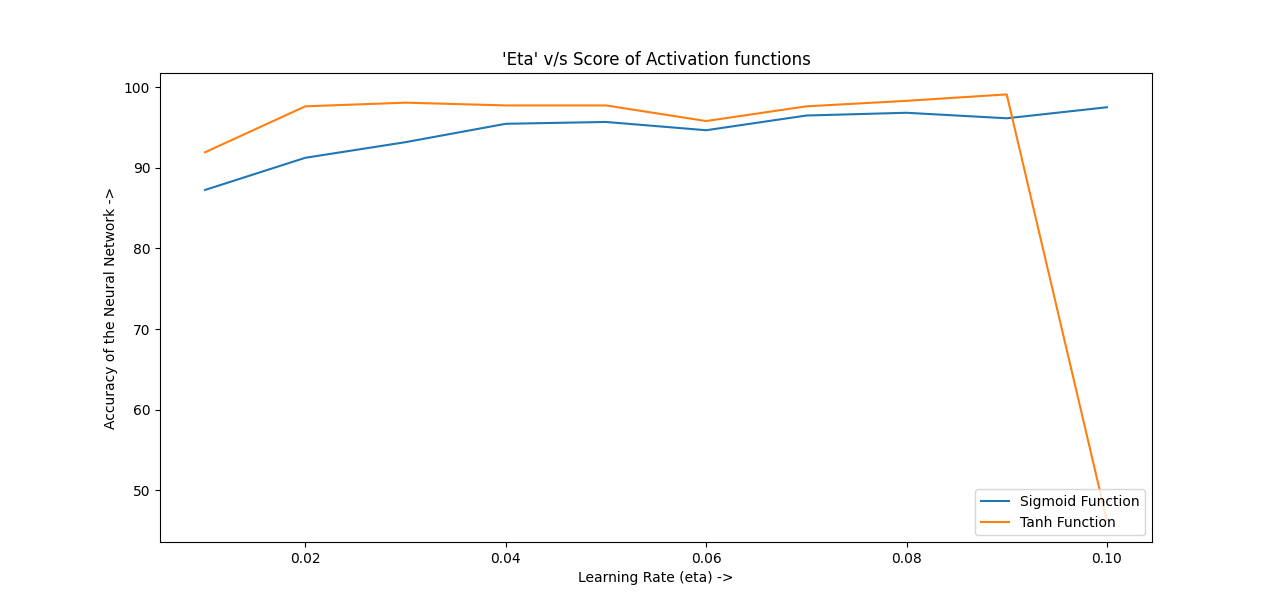 'Eta' v/s Score of Activation functions
Accuracy of the Neural Network ->
100
90
80
70
60
50
Sigmoid Function
Tanh Function
0.02 0.04 0.06 0.08 0.10
Learning Rate (eta) ->